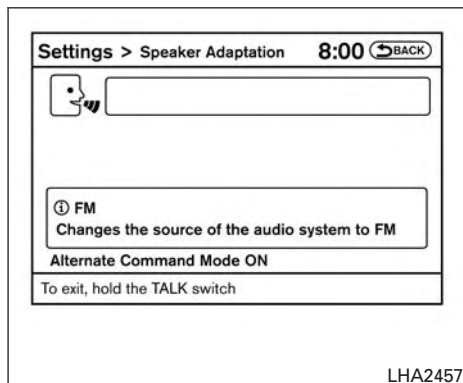 Settings > Speaker Adaptation 8:00 BACK
ⓘ FM
Changes the source of the audio system to FM
Alternate Command Mode ON
To exit, hold the TALK switch
LHA2457